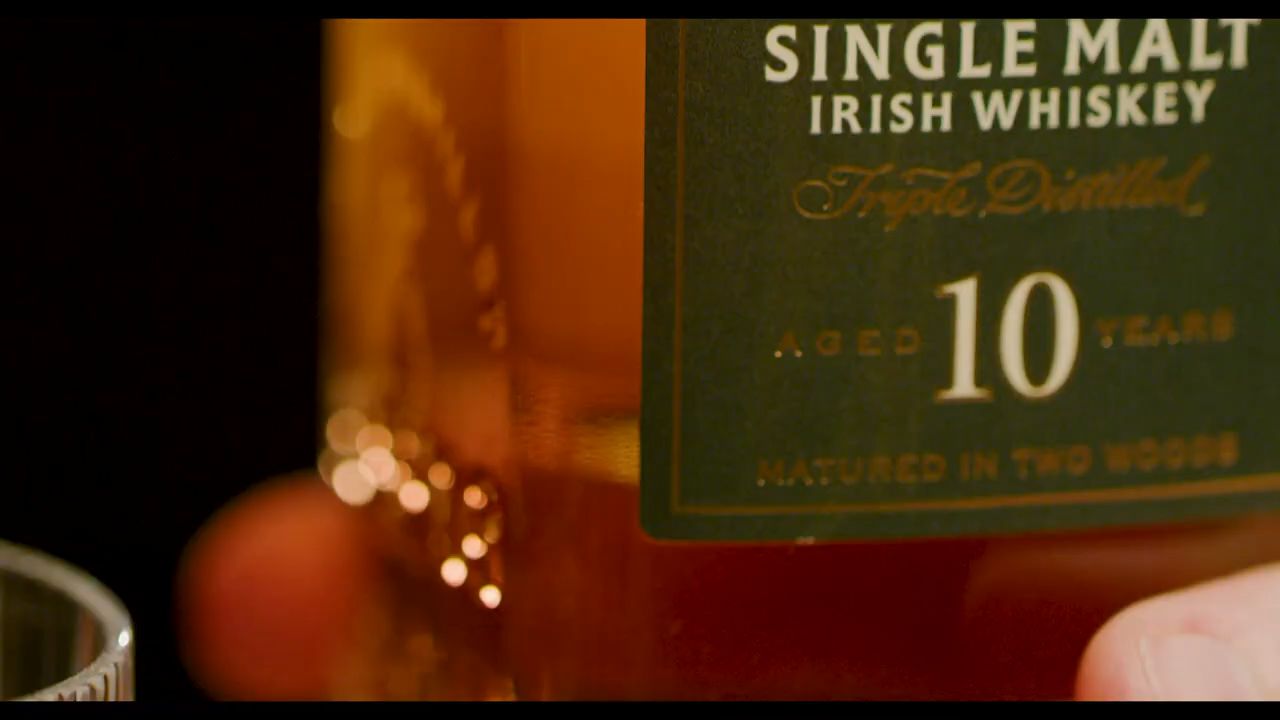 SINGLE MALT
IRISH WHISKEY
Triple Distilled
AGED 10 YEARS
MATURED IN TWO WOODS